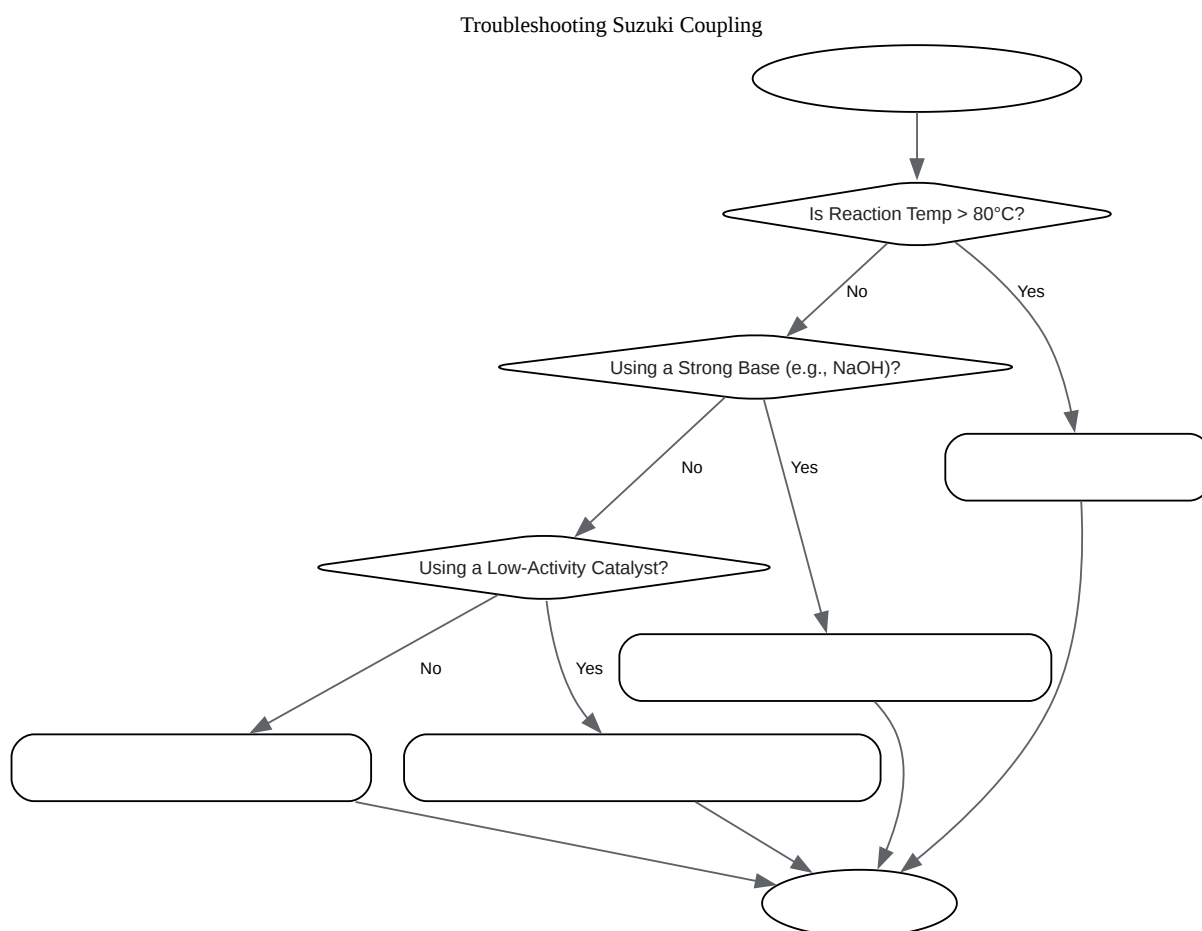 Troubleshooting Suzuki Coupling
Is Reaction Temp > 80°C?
No
Yes
Using a Strong Base (e.g., NaOH)?
No
Yes
Using a Low-Activity Catalyst?
No
Yes